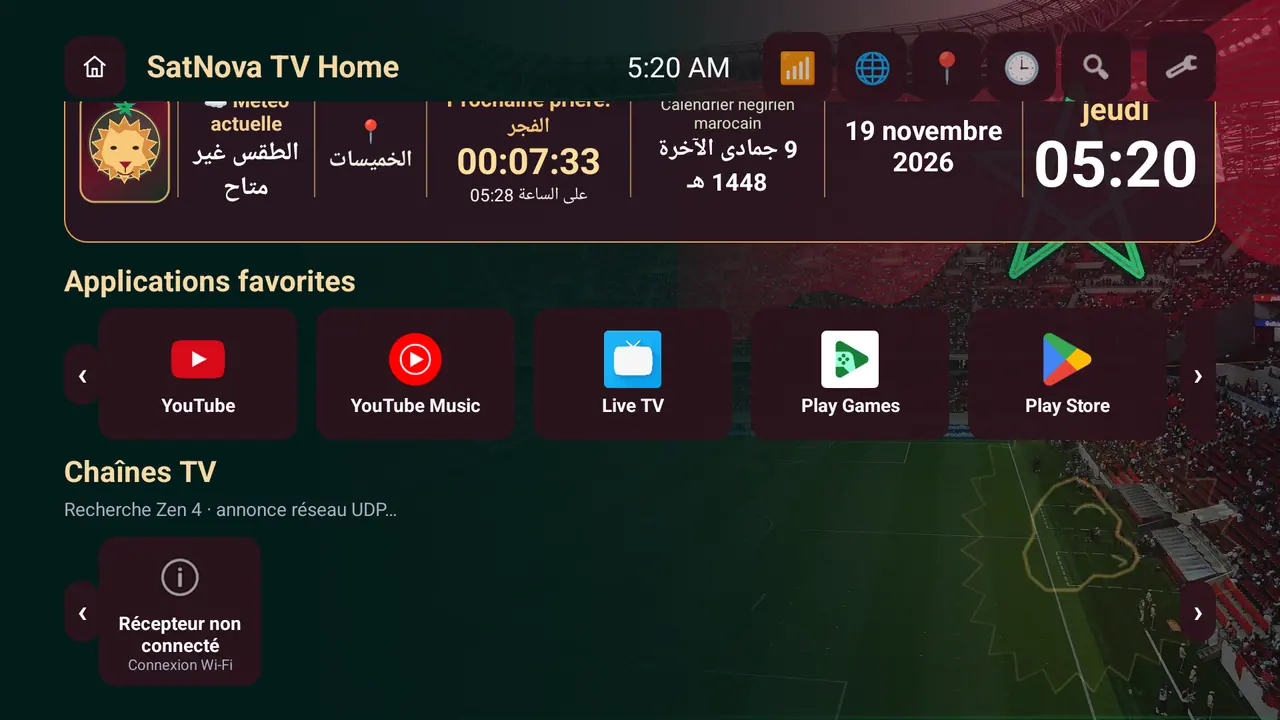 SatNova TV Home
5:20 AM
Météo
actuelle
الطقس غير
متاح
الخميسات
Prochaine prière:
الفجر
00:07:33
على الساعة 05:28
Calendrier hégirien
marocain
9 جمادى الآخرة
1448 هـ
19 novembre
2026
jeudi
05:20
Applications favorites
YouTube
YouTube Music
Live TV
Play Games
Play Store
Chaînes TV
Recherche Zen 4 · annonce réseau UDP…
Récepteur non
connecté
Connexion Wi-Fi